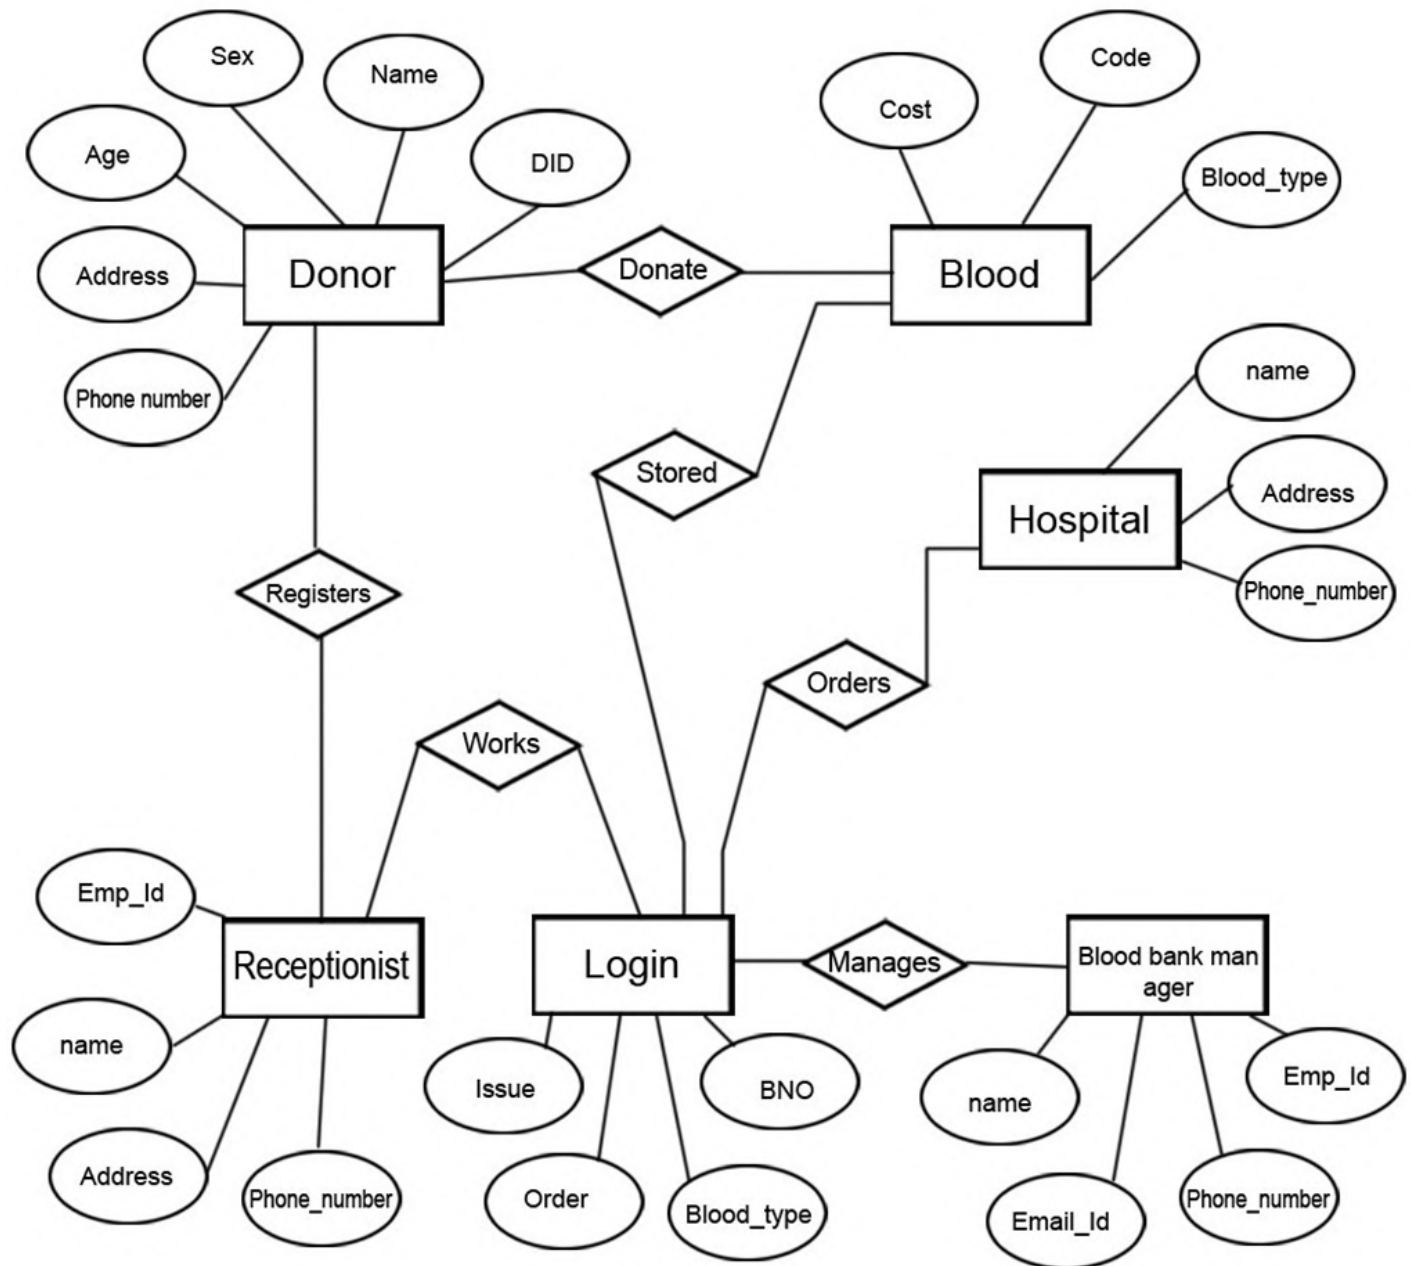 Sex
Name
Code
Cost
Age
DID
Blood_type
Address
Donor
Donate
Blood
Phone number
name
Stored
Address
Hospital
Registers
Phone_number
Orders
Works
Emp_Id
Receptionist
Login
Manages
Blood bank man
ager
name
Issue
BNO
name
Emp_Id
Address
Phone_number
Order
Blood_type
Email_Id
Phone_number